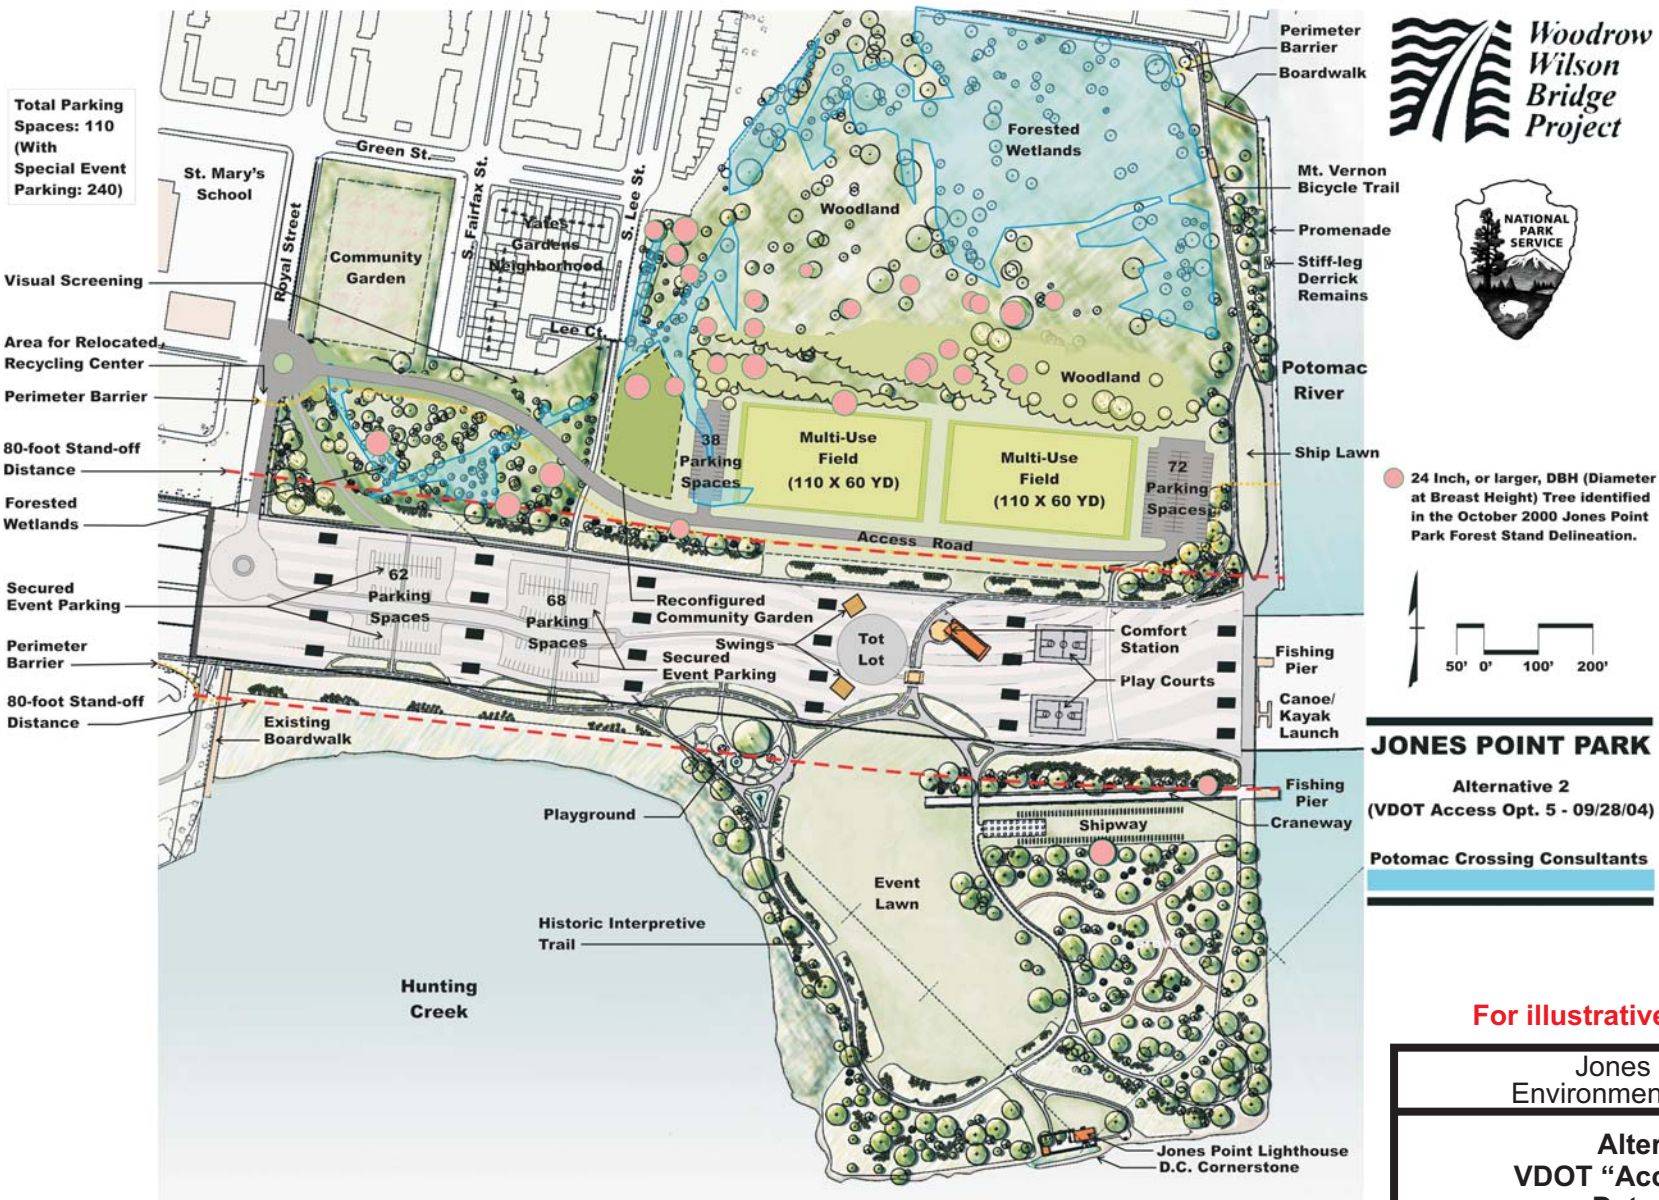 Total Parking
Spaces: 110
(With
Special Event
Parking: 240)
St. Mary's
School
Green St.
Royal Street
Community
Garden
S. Fairfax St.
Yates
Gardens
Neighborhood
S. Lee St.
Lee Ct.
Visual Screening
Area for Relocated
Recycling Center
Perimeter Barrier
80-foot Stand-off
Distance
Forested
Wetlands
Secured
Event Parking
Perimeter
Barrier
80-foot Stand-off
Distance
Existing
Boardwalk
Forested
Wetlands
Woodland
Woodland
38
Parking
Spaces
Multi-Use
Field
(110 X 60 YD)
Multi-Use
Field
(110 X 60 YD)
72
Parking
Spaces
Access Road
62
Parking
Spaces
68
Parking
Spaces
Reconfigured
Community Garden
Swings
Secured
Event Parking
Tot
Lot
Comfort
Station
Play Courts
Playground
Shipway
Event
Lawn
Historic Interpretive
Trail
Hunting
Creek
Jones Point Lighthouse
D.C. Cornerstone
Perimeter
Barrier
Boardwalk
Mt. Vernon
Bicycle Trail
Promenade
Stiff-leg
Derrick
Remains
Potomac
River
Ship Lawn
Fishing
Pier
Canoe/
Kayak
Launch
Fishing
Pier
Craneway
Woodrow
Wilson
Bridge
Project
NATIONAL
PARK
SERVICE
24 Inch, or larger, DBH (Diameter
at Breast Height) Tree identified
in the October 2000 Jones Point
Park Forest Stand Delineation.
50' 0' 100' 200'
JONES POINT PARK
Alternative 2
(VDOT Access Opt. 5 - 09/28/04)
Potomac Crossing Consultants
For illustrative
Jones
Environmen
Alter
VDOT “Acc